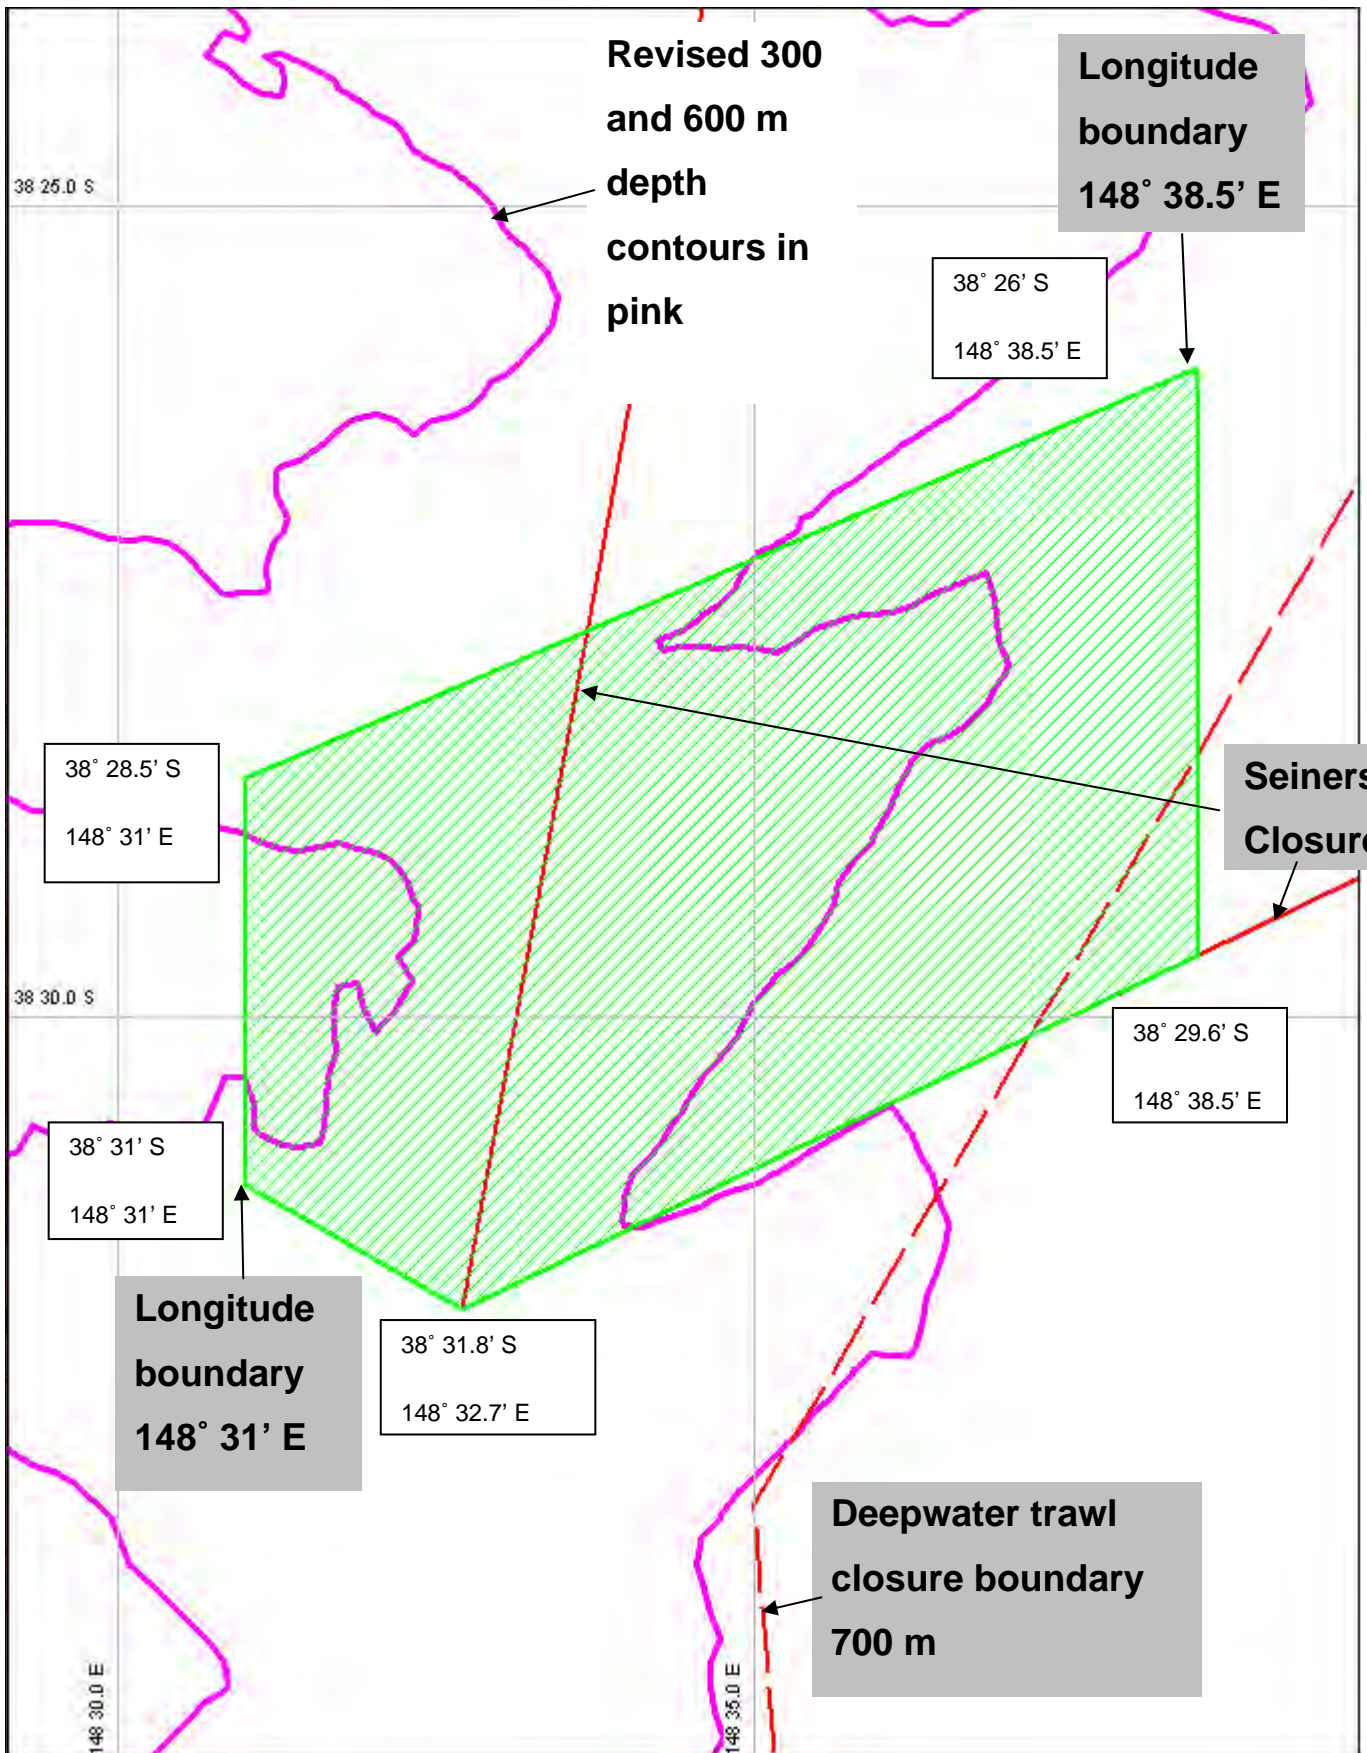 Revised 300
and 600 m
depth
contours in
pink
Longitude
boundary
148˚ 38.5’ E
38 25.0 S
38˚ 26’ S
148˚ 38.5’ E
38˚ 28.5’ S
148˚ 31’ E
Seiners
Closure
38 30.0 S
38˚ 29.6’ S
148˚ 38.5’ E
38˚ 31’ S
148˚ 31’ E
Longitude
boundary
148˚ 31’ E
38˚ 31.8’ S
148˚ 32.7’ E
Deepwater trawl
closure boundary
700 m
148 30.0 E
148 35.0 E